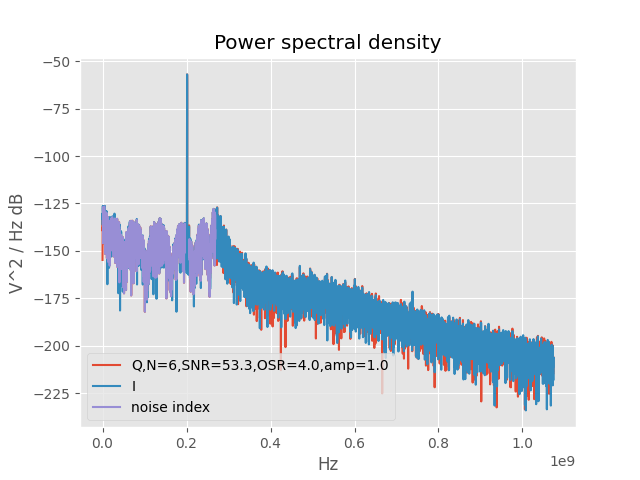 Power spectral density
V^2 / Hz dB
−50
−75
−100
−125
−150
−175
−200
−225
Q,N=6,SNR=53.3,OSR=4.0,amp=1.0
I
noise index
0.0 0.2 0.4 0.6 0.8 1.0
1e9
Hz